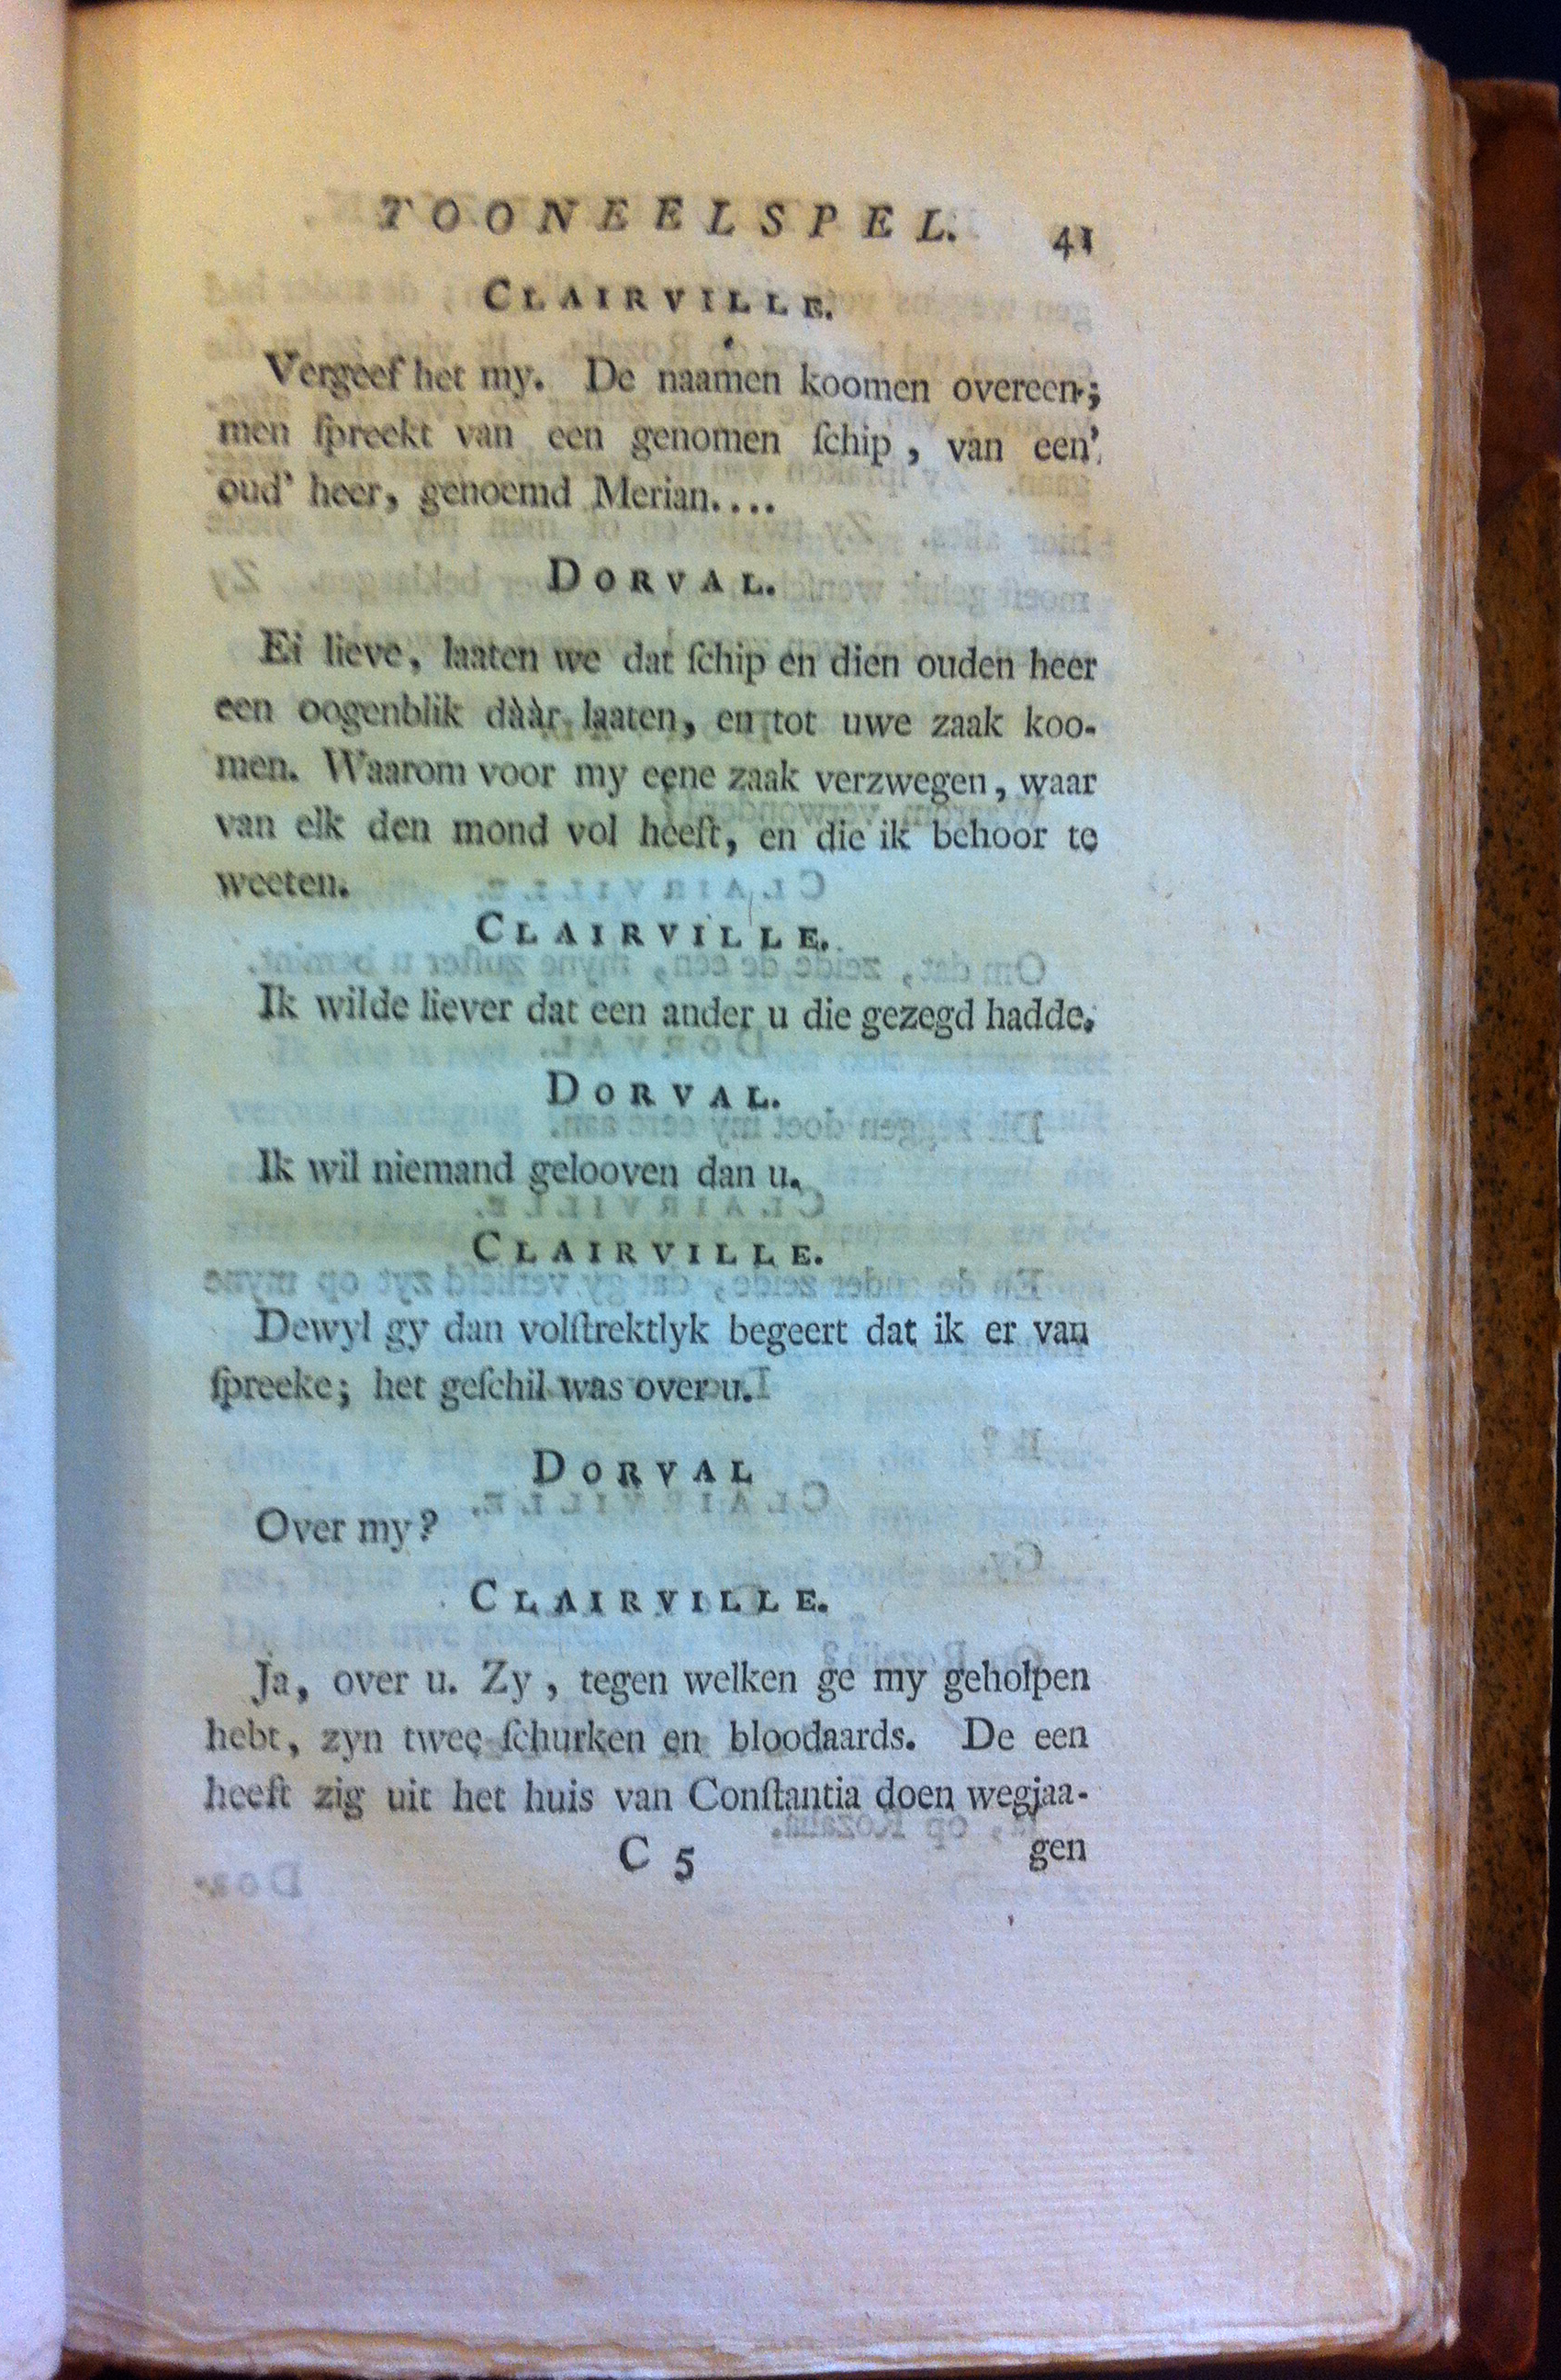 TOONEELSPEL. 41
CLAIRVILLE.
Vergeef het my. De naamen koomen overeen;
men ſpreekt van een genomen ſchip, van een'
oud' heer, genoemd Merian....
DORVAL.
Ei lieve, laaten we dat ſchip en dien ouden heer
een oogenblik dààr laaten, en tot uwe zaak koo-
men. Waarom voor my eene zaak verzwegen, waar
van elk den mond vol heeft, en die ik behoor te
weeten.
CLAIRVILLE.
Ik wilde liever dat een ander u die gezegd hadde.
DORVAL.
Ik wil niemand gelooven dan u.
CLAIRVILLE.
Dewyl gy dan volſtrektlyk begeert dat ik er van
ſpreeke; het geſchil was over u.
DORVAL
Over my?
CLAIRVILLE.
Ja, over u. Zy, tegen welken ge my geholpen
hebt, zyn twee ſchurken en bloodaards. De een
heeft zig uit het huis van Conſtantia doen wegjaa-
C 5 gen